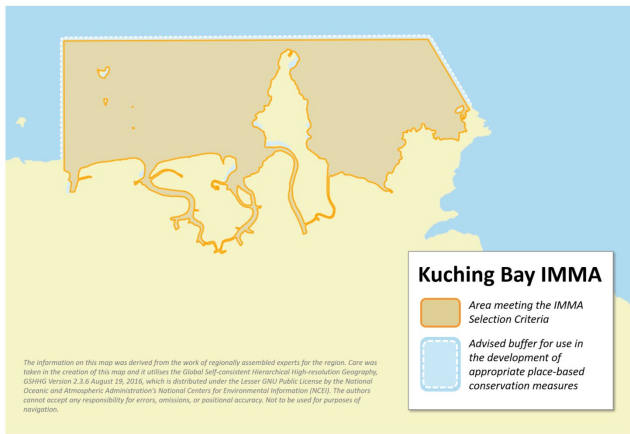 Kuching Bay IMMA
Area meeting the IMMA
Selection Criteria
Advised buffer for use in
the development of
appropriate place-based
conservation measures
The information on this map was derived from the work of regionally assembled experts for the region. Care was
taken in the creation of this map and it utilises the Global Self-consistent Hierarchical High-resolution Geography,
GSHHG Version 2.3.6 August 19, 2016, which is distributed under the Lesser GNU Public License by the National
Oceanic and Atmospheric Administration's National Centers for Environmental Information (NCEI). The authors
cannot accept any responsibility for errors, omissions, or positional accuracy. Not to be used for purposes of
navigation.